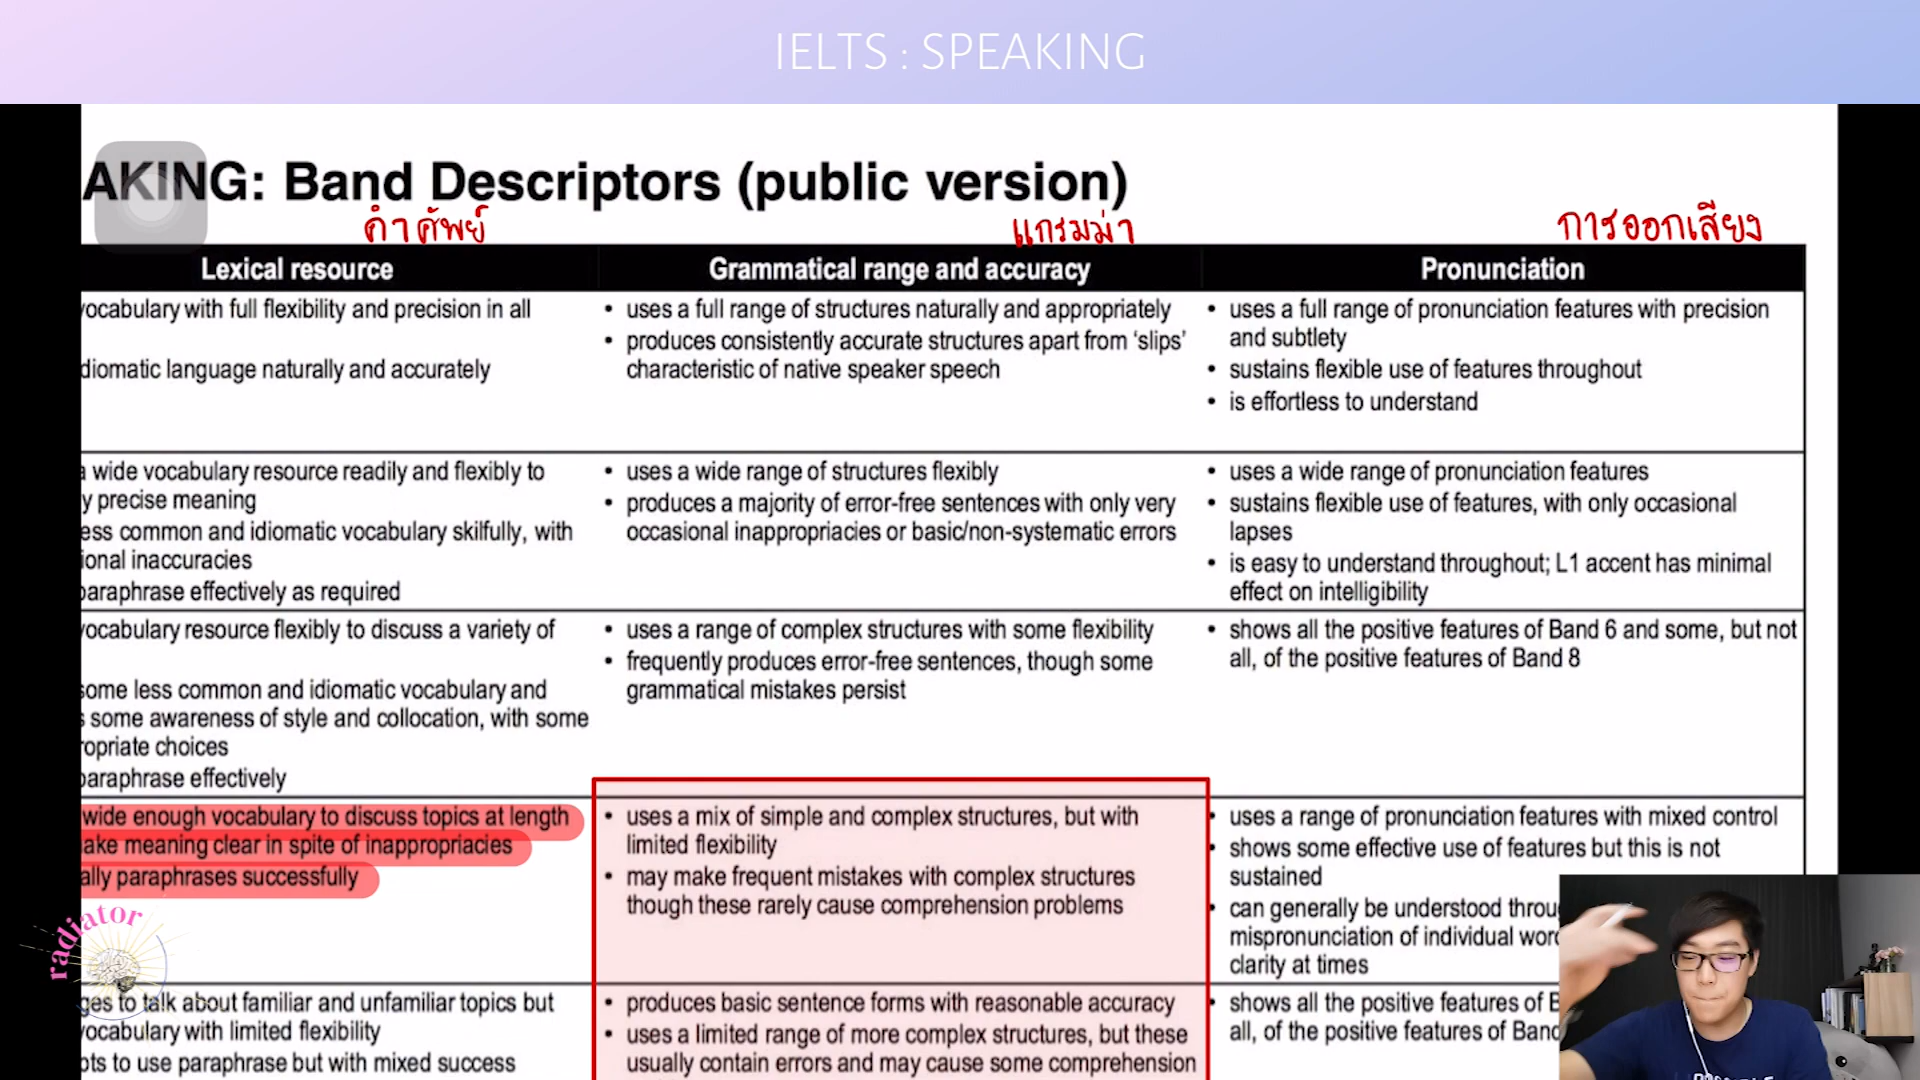 IELTS : SPEAKING
AKING: Band Descriptors (public version)
คำศัพย์
แกรมม่า
การออกเสียง
Lexical resource
Grammatical range and accuracy
Pronunciation
vocabulary with full flexibility and precision in all
diomatic language naturally and accurately
• uses a full range of structures naturally and appropriately
• produces consistently accurate structures apart from ‘slips’
characteristic of native speaker speech
• uses a full range of pronunciation features with precision
and subtlety
• sustains flexible use of features throughout
• is effortless to understand
a wide vocabulary resource readily and flexibly to
y precise meaning
ess common and idiomatic vocabulary skilfully, with
ional inaccuracies
paraphrase effectively as required
• uses a wide range of structures flexibly
• produces a majority of error-free sentences with only very
occasional inappropriacies or basic/non-systematic errors
• uses a wide range of pronunciation features
• sustains flexible use of features, with only occasional
lapses
• is easy to understand throughout; L1 accent has minimal
effect on intelligibility
vocabulary resource flexibly to discuss a variety of
some less common and idiomatic vocabulary and
s some awareness of style and collocation, with some
ropriate choices
paraphrase effectively
• uses a range of complex structures with some flexibility
• frequently produces error-free sentences, though some
grammatical mistakes persist
• shows all the positive features of Band 6 and some, but not
all, of the positive features of Band 8
wide enough vocabulary to discuss topics at length
ake meaning clear in spite of inappropriacies
ally paraphrases successfully
• uses a mix of simple and complex structures, but with
limited flexibility
• may make frequent mistakes with complex structures
though these rarely cause comprehension problems
• uses a range of pronunciation features with mixed control
• shows some effective use of features but this is not
sustained
• can generally be understood throu
mispronunciation of individual wor
clarity at times
radiator
ges to talk about familiar and unfamiliar topics but
vocabulary with limited flexibility
pts to use paraphrase but with mixed success
• produces basic sentence forms with reasonable accuracy
• uses a limited range of more complex structures, but these
usually contain errors and may cause some comprehension
• shows all the positive features of B
all, of the positive features of Band